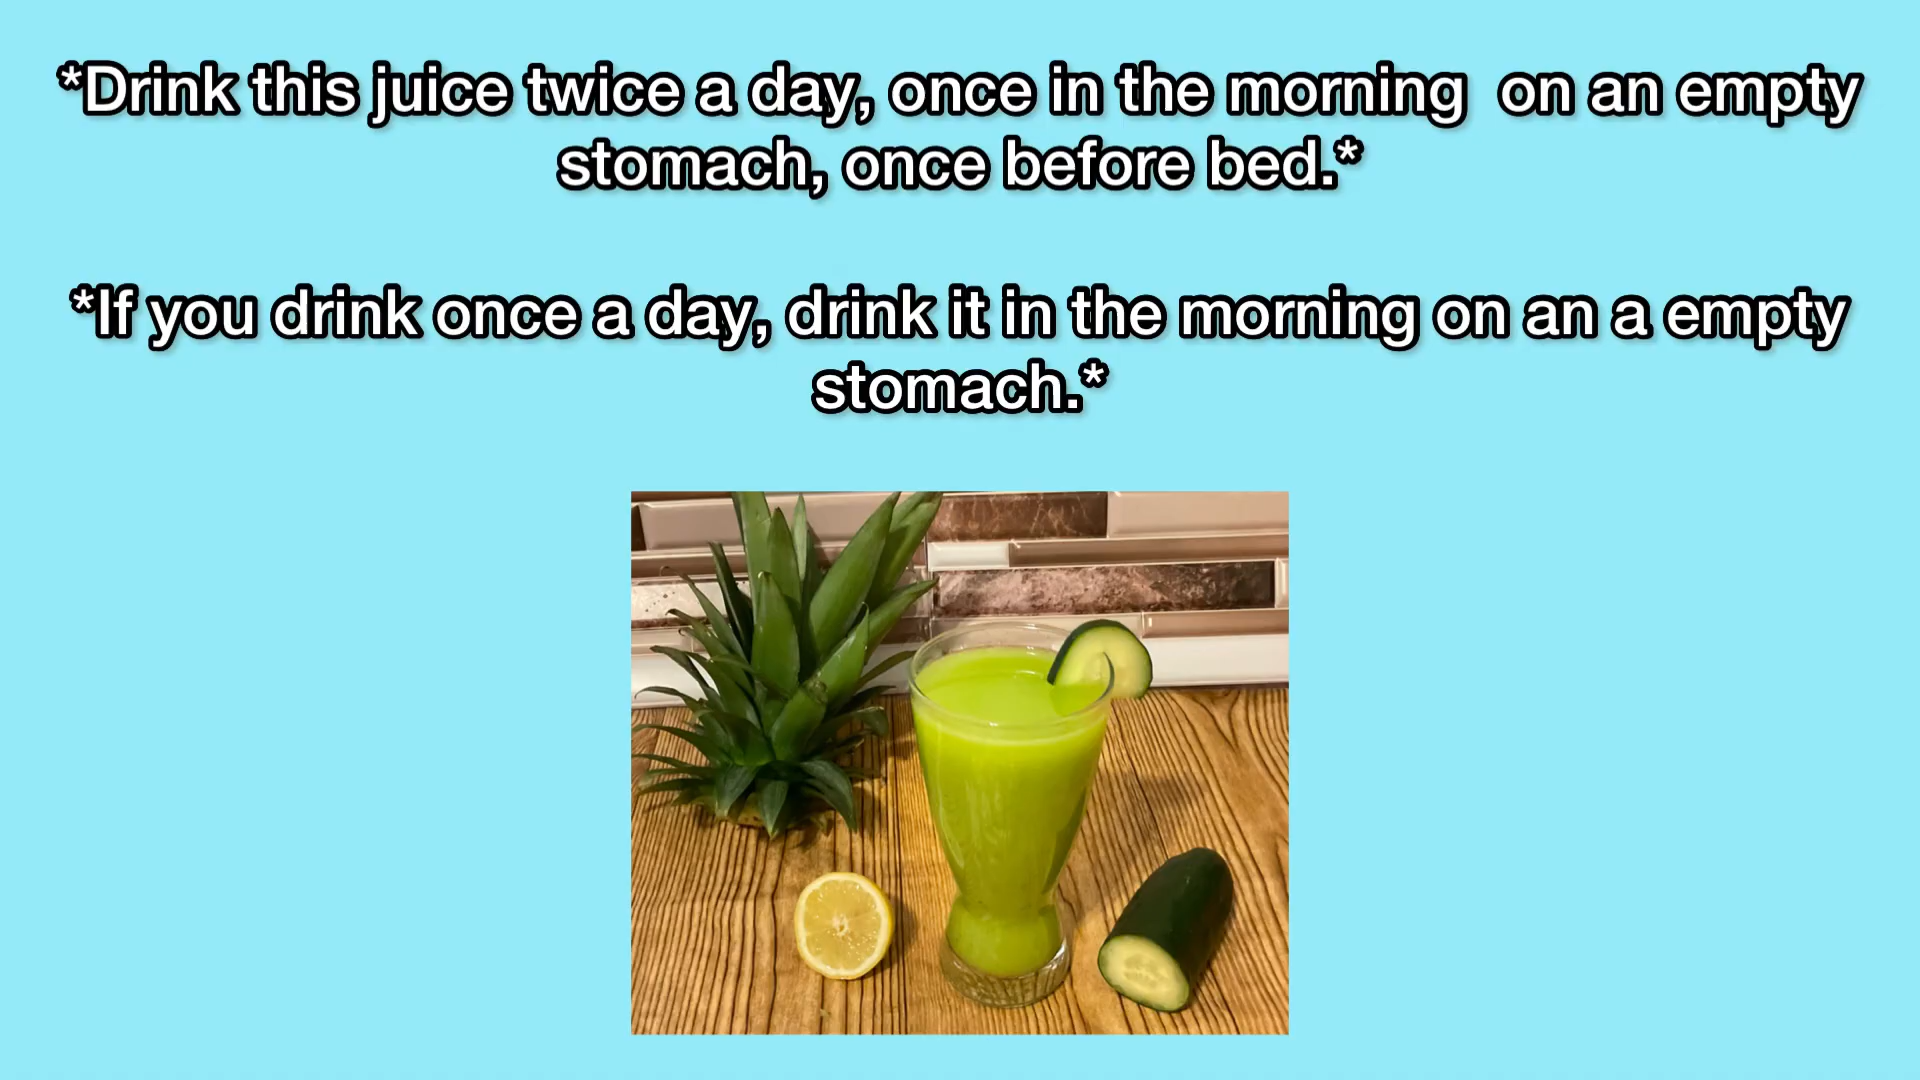 *Drink this juice twice a day, once in the morning  on an empty
stomach, once before bed.*
*If you drink once a day, drink it in the morning on an a empty
stomach.*